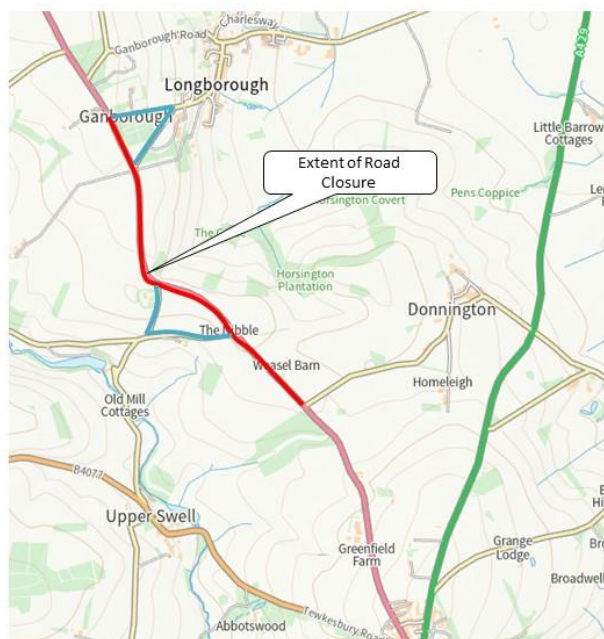 Charlesway
Ganborough Road
A429
Longborough
Ganborough
Little Barrow
Cottages
Extent of Road
Closure
Horsington Covert
Pens Coppice
The
Horsington
Plantation
Donnington
The Nibble
Weasel Barn
Homeleigh
Old Mill
Cottages
B4077
Upper Swell
Greenfield
Farm
Grange
Lodge
Broadwell
Abbotswood
Tewkesbury Road